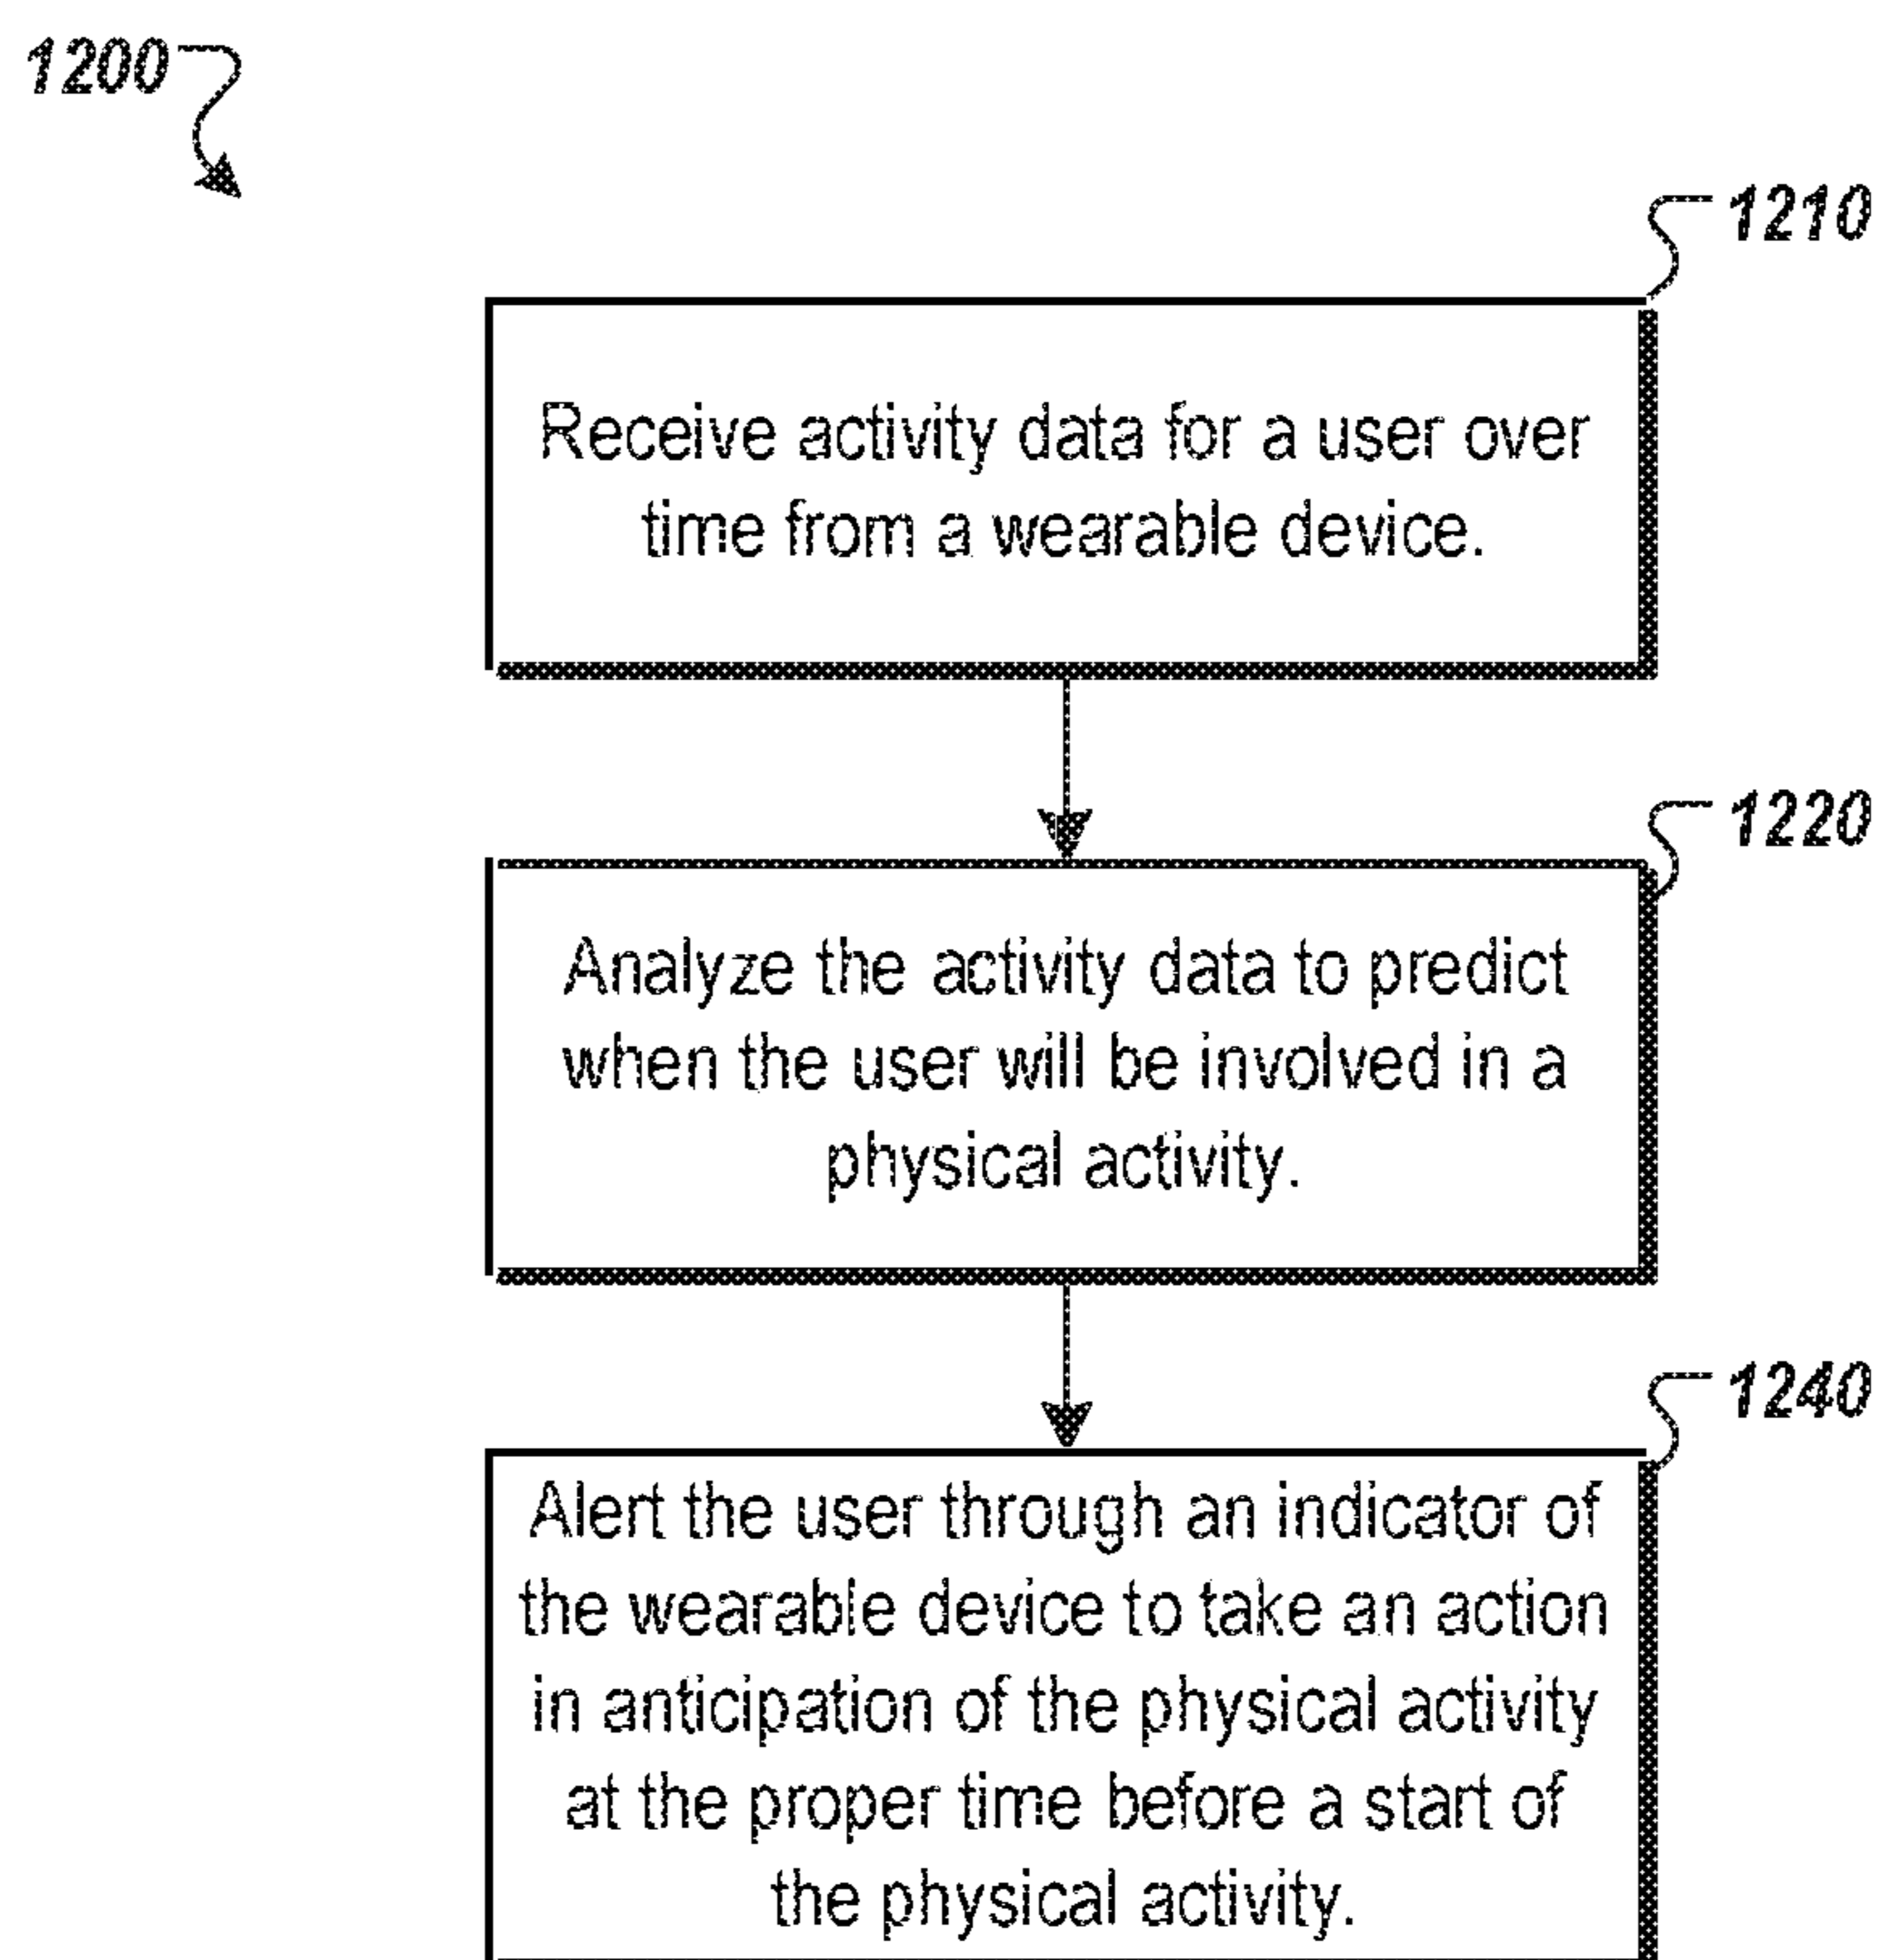 1200
1210
Receive activity data for a user over
time from a wearable device.
1220
Analyze the activity data to predict
when the user will be involved in a
physical activity.
1240
Alert the user through an indicator of
the wearable device to take an action
in anticipation of the physical activity
at the proper time before a start of
the physical activity.